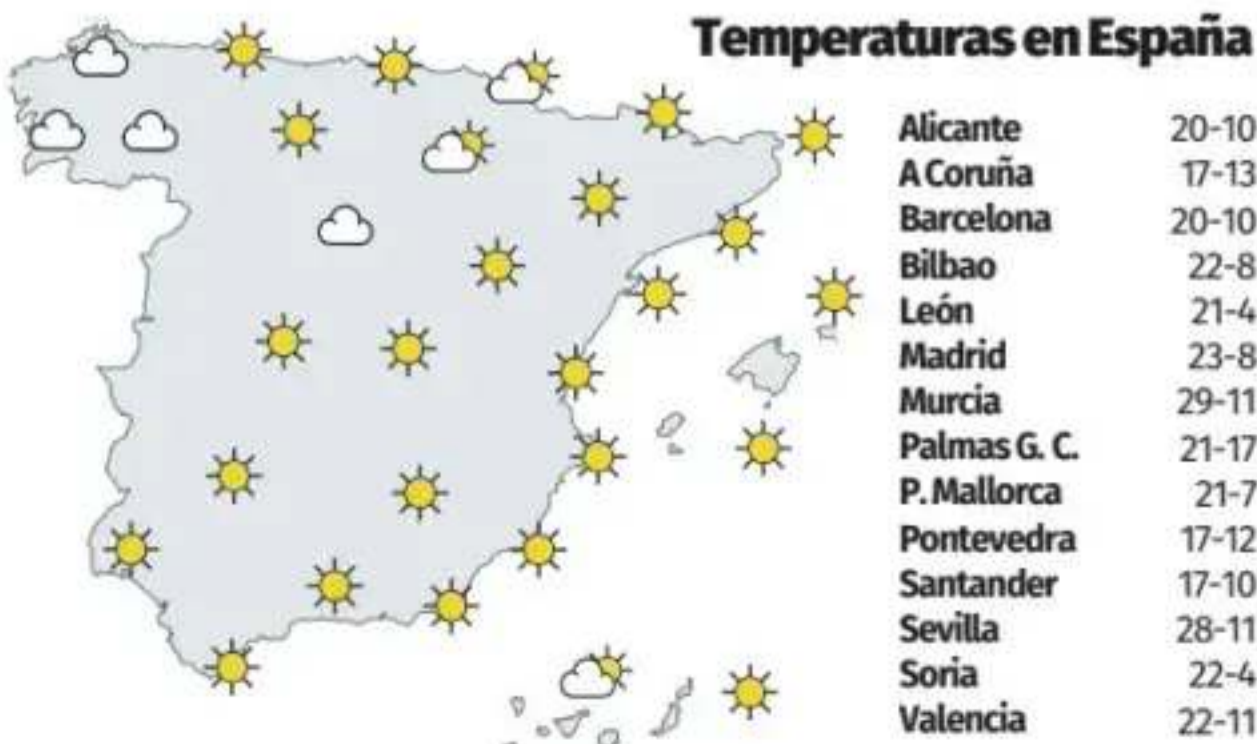 Temperaturas en España
Alicante 20-10
A Coruña 17-13
Barcelona 20-10
Bilbao 22-8
León 21-4
Madrid 23-8
Murcia 29-11
Palmas G. C. 21-17
P. Mallorca 21-7
Pontevedra 17-12
Santander 17-10
Sevilla 28-11
Soria 22-4
Valencia 22-11